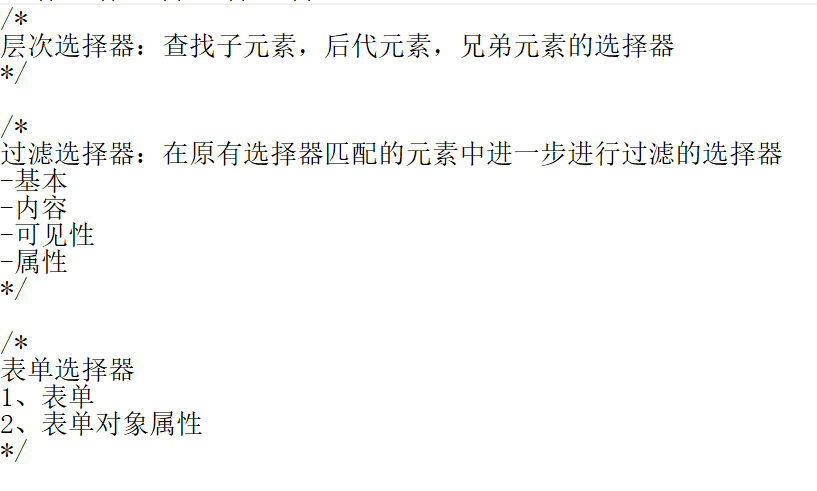 /*
层次选择器：查找子元素，后代元素，兄弟元素的选择器
*/
/*
过滤选择器：在原有选择器匹配的元素中进一步进行过滤的选择器
-基本
-内容
-可见性
-属性
*/
/*
表单选择器
1、表单
2、表单对象属性
*/